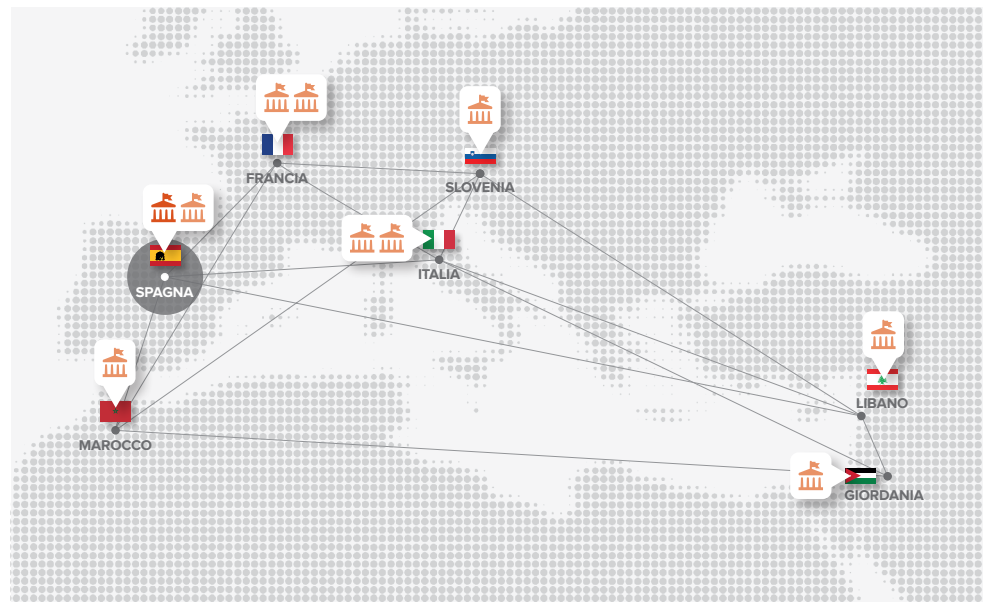 FRANCIA
SLOVENIA
ITALIA
SPAGNA
LIBANO
MAROCCO
GIORDANIA